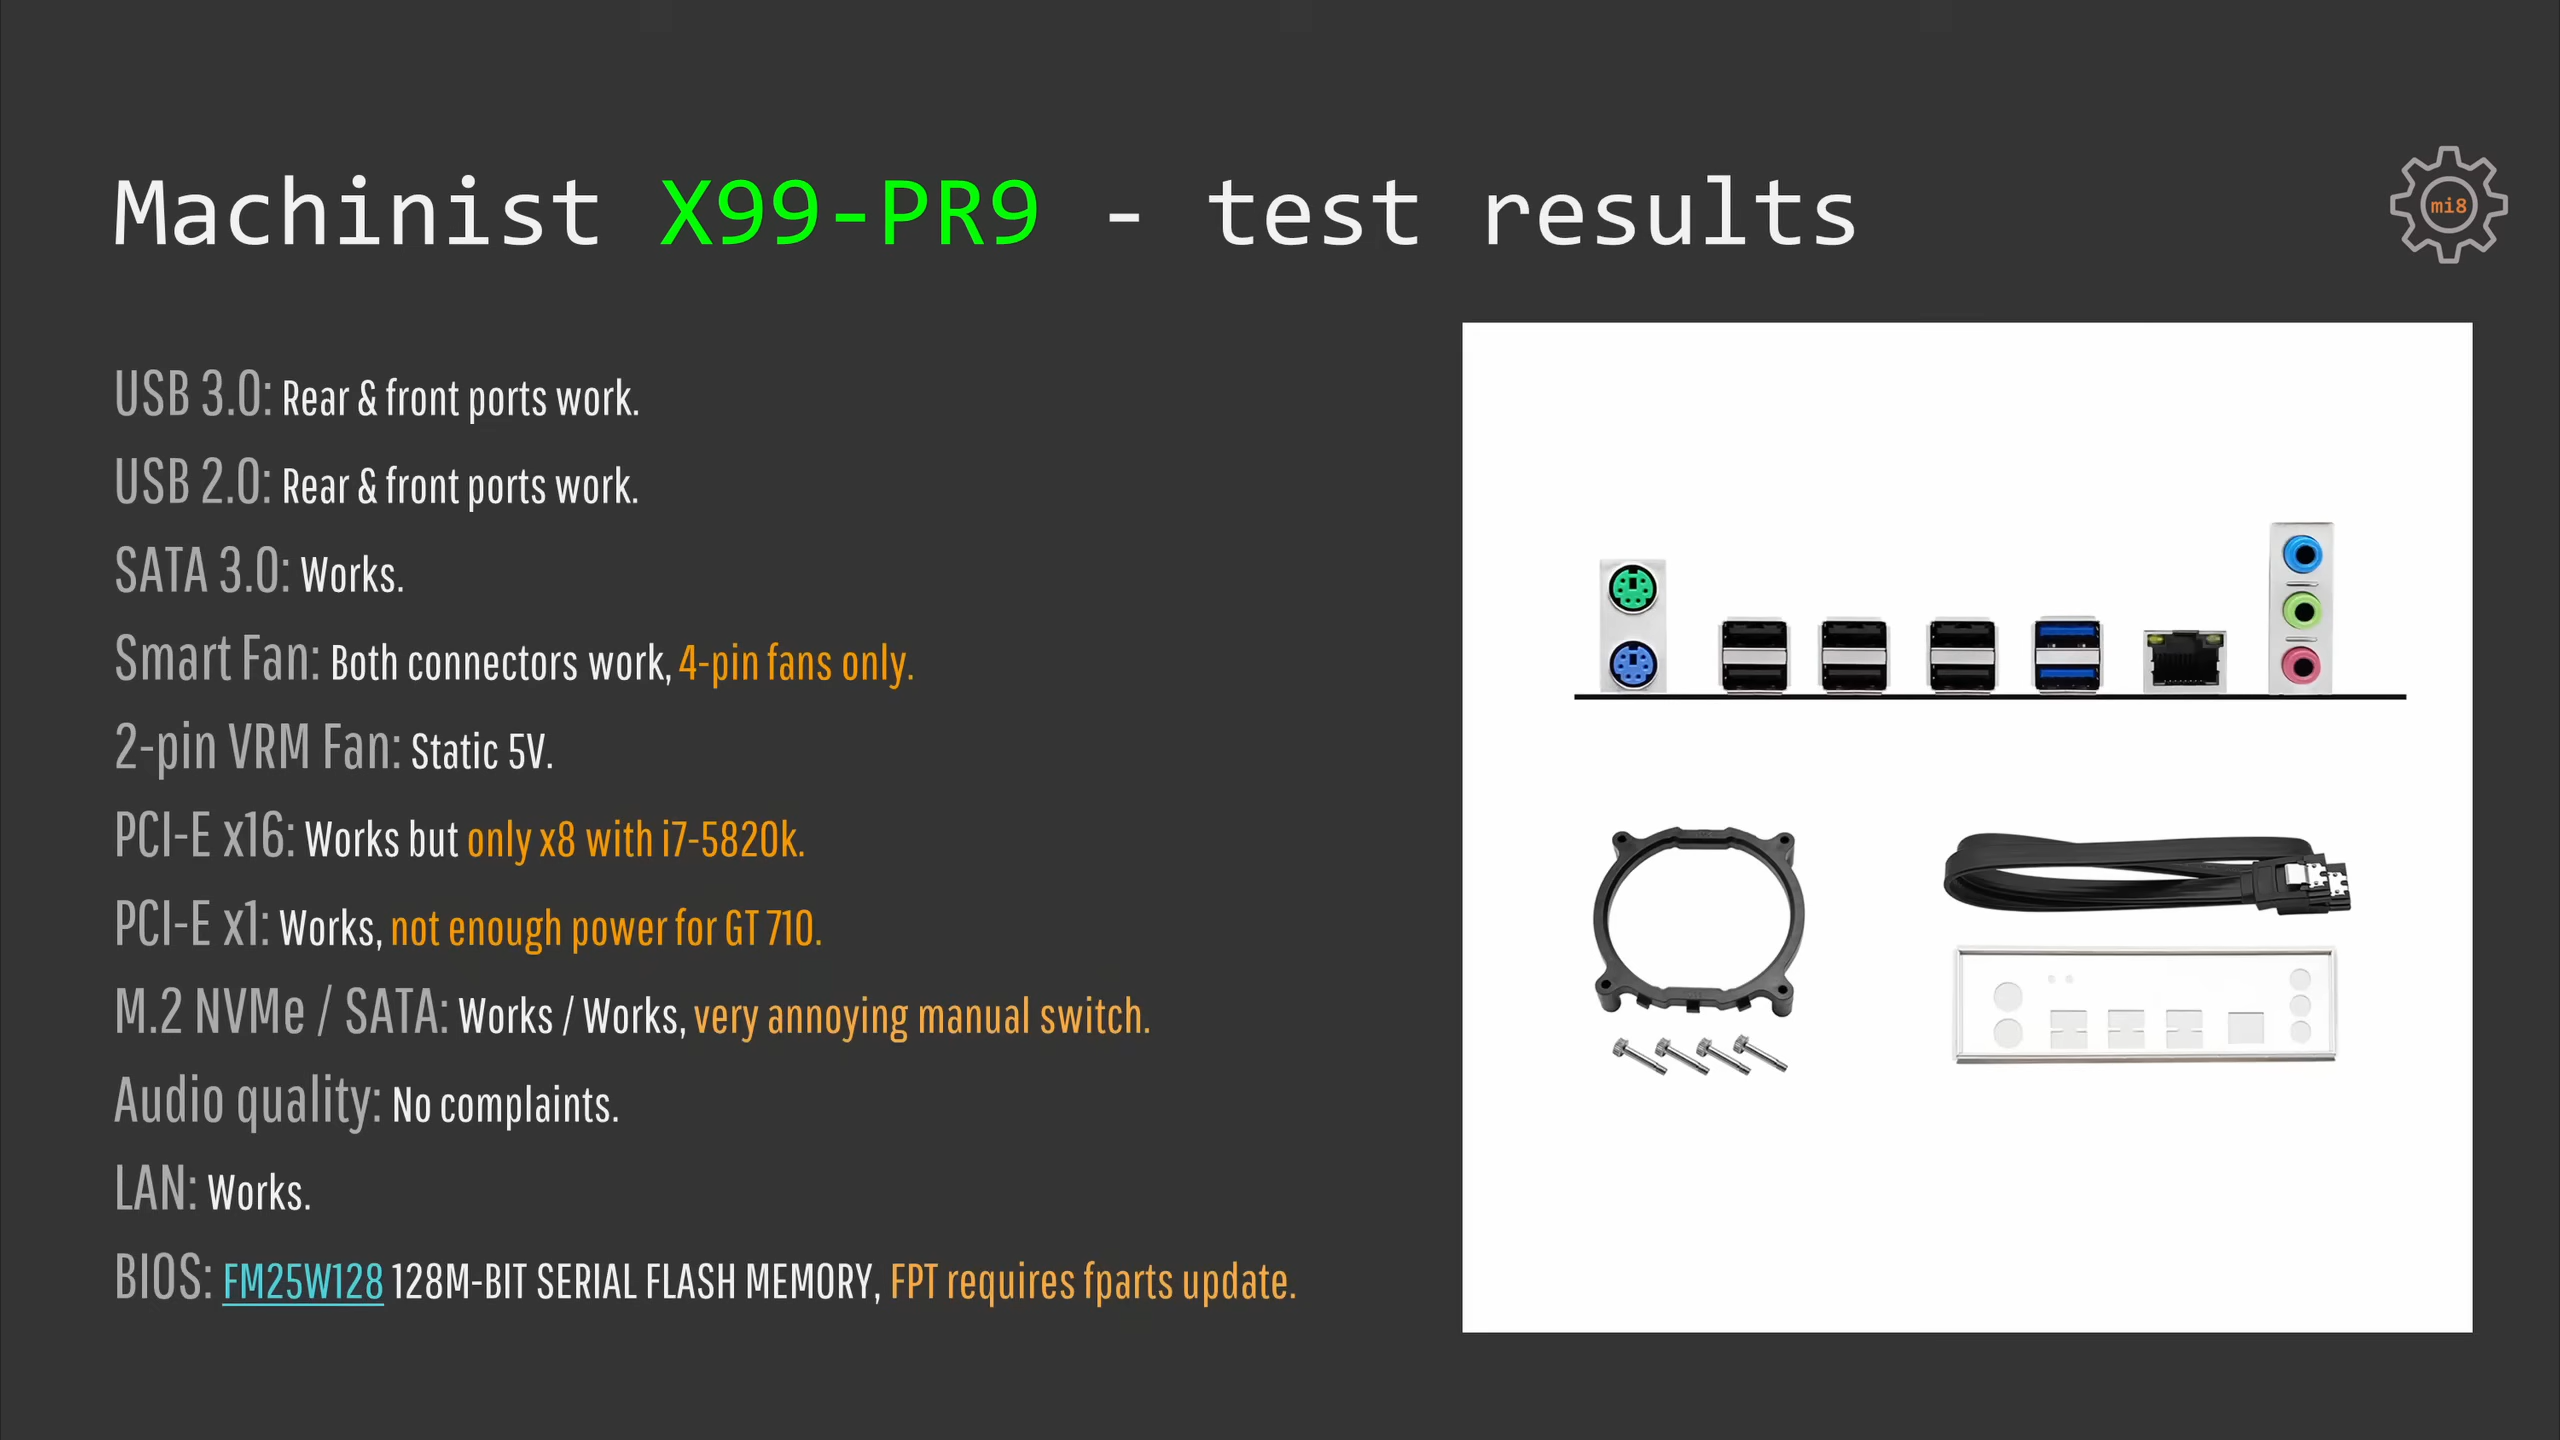 Machinist X99-PR9 - test results
mi8
USB 3.0: Rear & front ports work.
USB 2.0: Rear & front ports work.
SATA 3.0: Works.
Smart Fan: Both connectors work, 4-pin fans only.
2-pin VRM Fan: Static 5V.
PCI-E x16: Works but only x8 with i7-5820k.
PCI-E x1: Works, not enough power for GT 710.
M.2 NVMe / SATA: Works / Works, very annoying manual switch.
Audio quality: No complaints.
LAN: Works.
BIOS: FM25W128 128M-BIT SERIAL FLASH MEMORY, FPT requires fparts update.